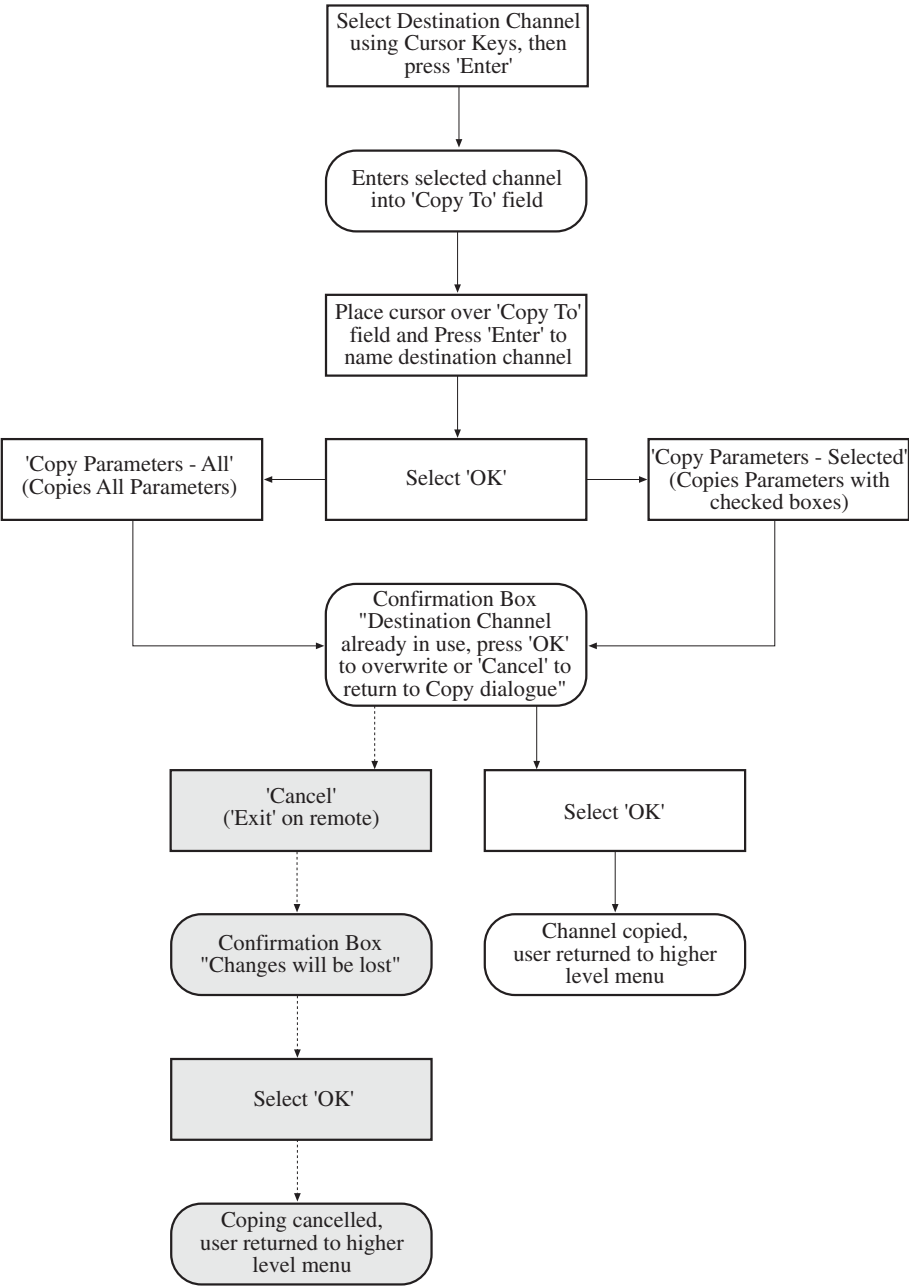 Select Destination Channel
using Cursor Keys, then
press 'Enter'
Enters selected channel
into 'Copy To' field
Place cursor over 'Copy To'
field and Press 'Enter' to
name destination channel
'Copy Parameters - All'
(Copies All Parameters)
Select 'OK'
'Copy Parameters - Selected'
(Copies Parameters with
checked boxes)
Confirmation Box
"Destination Channel
already in use, press 'OK'
to overwrite or 'Cancel' to
return to Copy dialogue"
'Cancel'
('Exit' on remote)
Select 'OK'
Confirmation Box
"Changes will be lost"
Channel copied,
user returned to higher
level menu
Select 'OK'
Coping cancelled,
user returned to higher
level menu